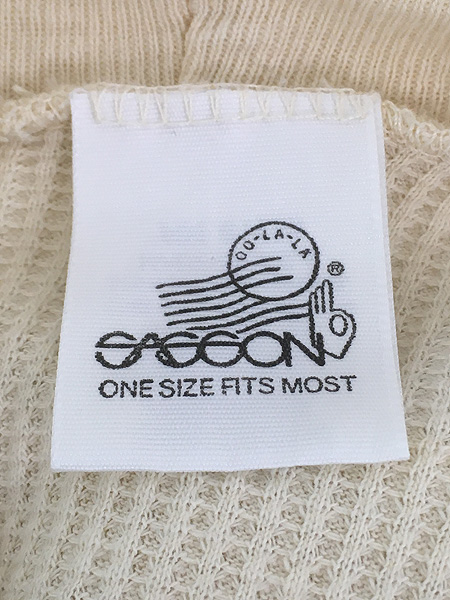 OO-LA-LA
®
SASSON
ONE SIZE FITS MOST